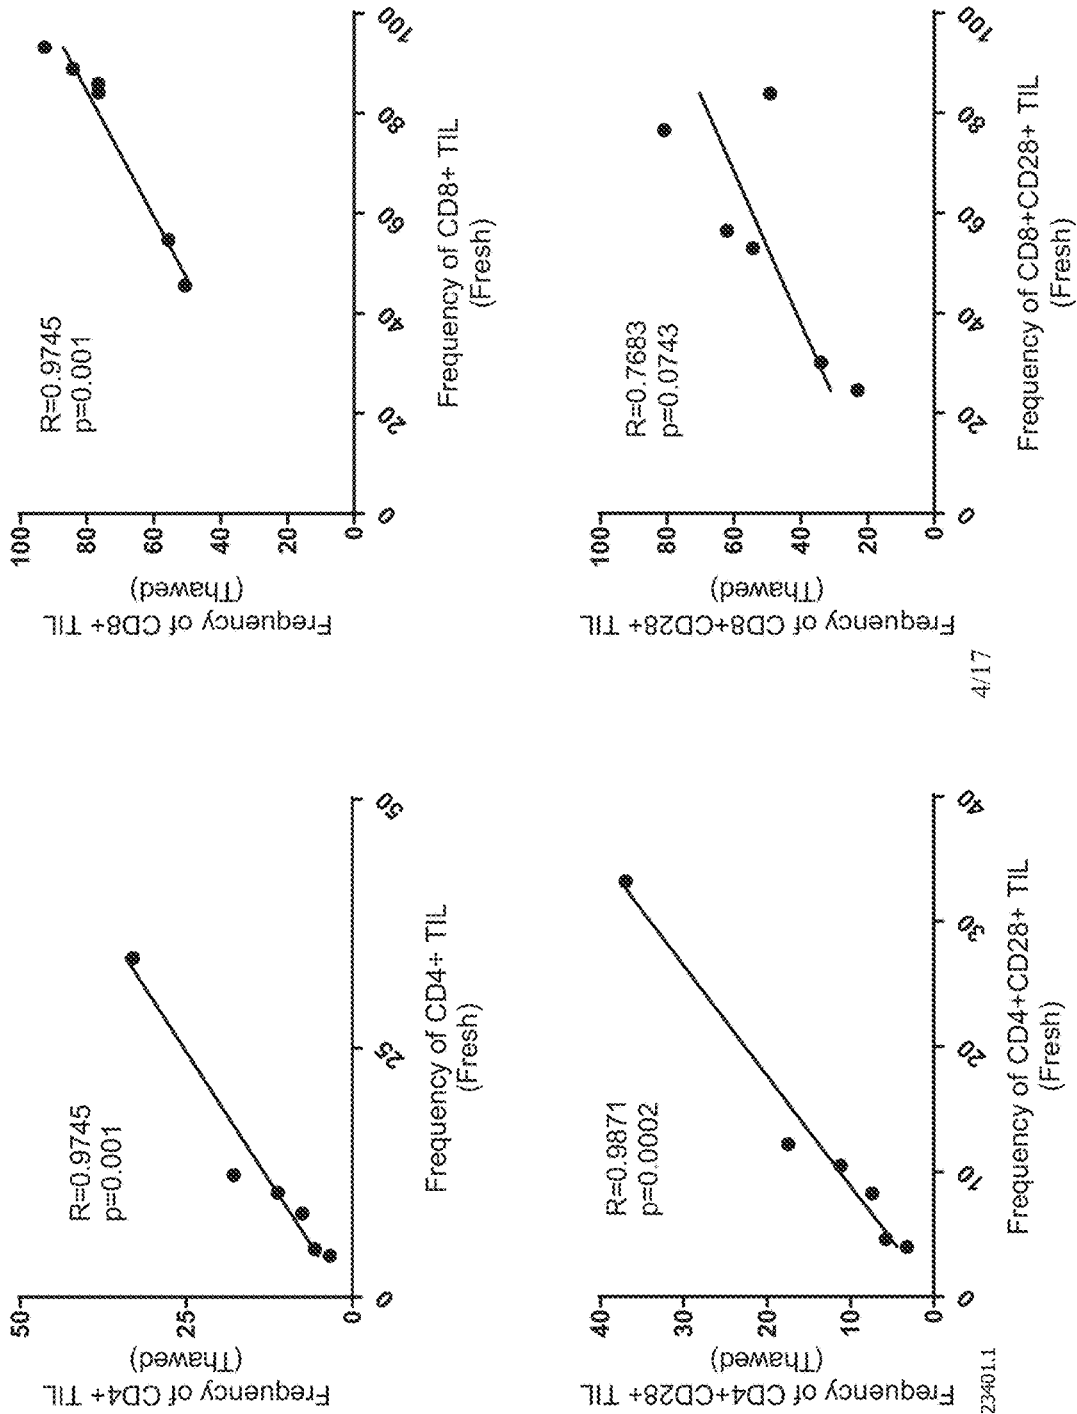 Frequency of CD4+ TIL
(Thawed)
50
25
0
R=0.9745
p=0.001
0
25
50
Frequency of CD4+ TIL
(Fresh)
Frequency of CD8+ TIL
(Thawed)
100
80
60
40
20
0
R=0.9745
p=0.001
0
20
40
60
80
100
Frequency of CD8+ TIL
(Fresh)
Frequency of CD4+CD28+ TIL
(Thawed)
40
30
20
10
0
R=0.9871
p=0.0002
0
10
20
30
40
Frequency of CD4+CD28+ TIL
(Fresh)
Frequency of CD8+CD28+ TIL
(Thawed)
100
80
60
40
20
0
R=0.7683
p=0.0743
0
20
40
60
80
100
Frequency of CD8+CD28+ TIL
(Fresh)
4/17
23401.1